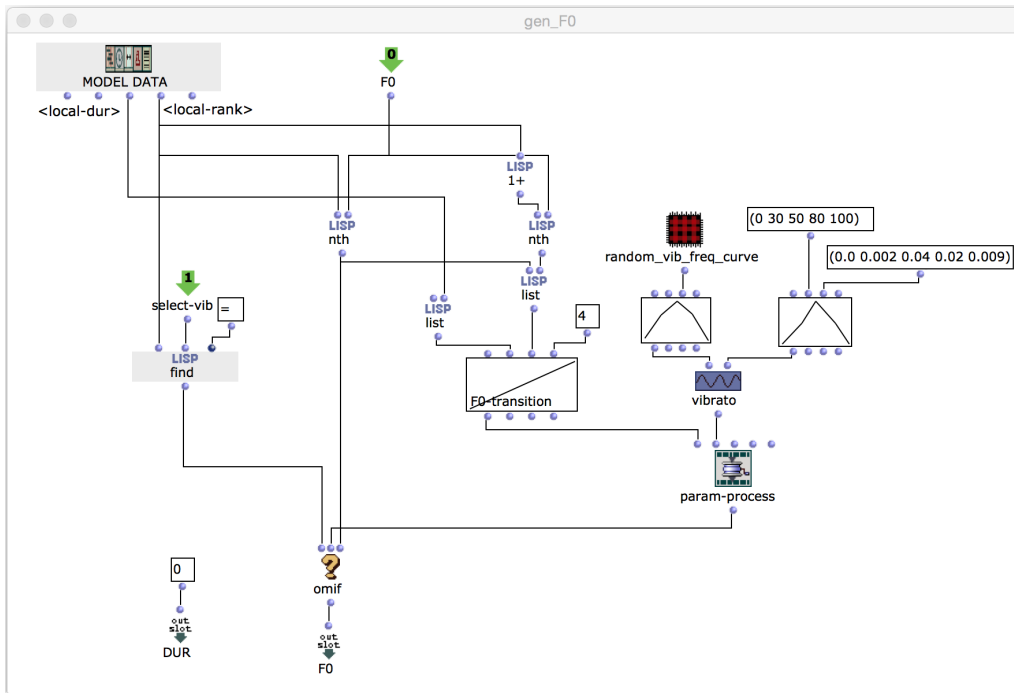 gen_F0
MODEL DATA
0
F0
<local-dur>
<local-rank>
LISP
1+
LISP
nth
LISP
nth
(0 30 50 80 100)
random_vib_freq_curve
(0.0 0.002 0.04 0.02 0.009)
1
select-vib
=
LISP
list
LISP
list
4
LISP
find
F0-transition
vibrato
param-process
0
?
omif
out
slot
DUR
out
slot
F0